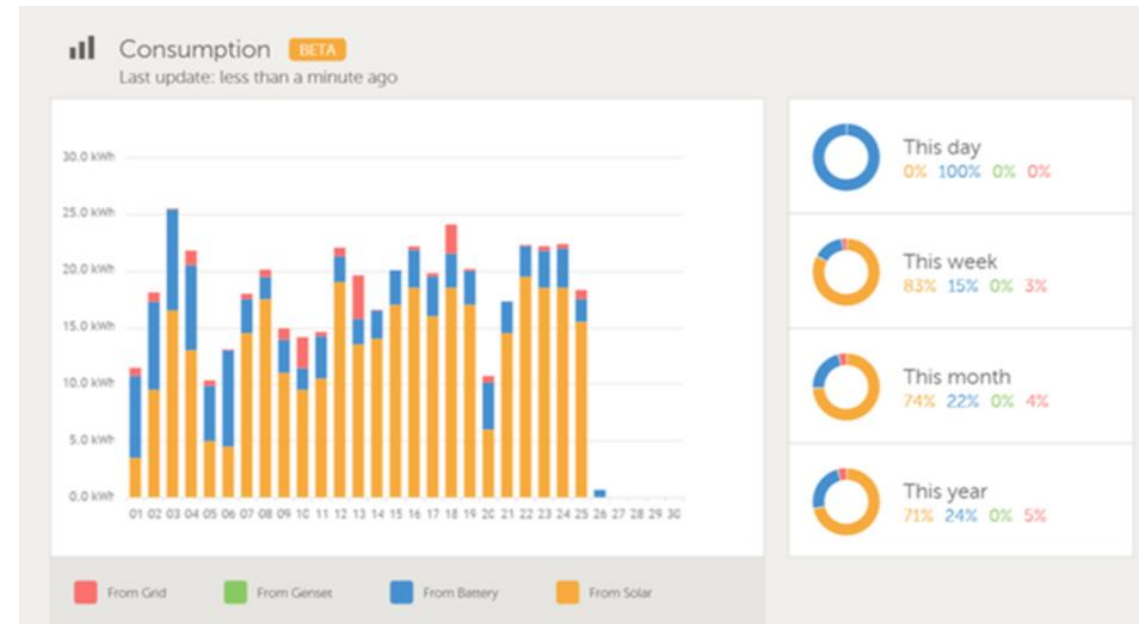 Consumption BETA
Last update: less than a minute ago
30.0 kWh
25.0 kWh
20.0 kWh
15.0 kWh
10.0 kWh
5.0 kWh
0.0 kWh
01 02 03 04 05 06 07 08 09 10 11 12 13 14 15 16 17 18 19 20 21 22 23 24 25 26 27 28 29 30
From Grid From Genset From Battery From Solar
This day
0% 100% 0% 0%
This week
83% 15% 0% 3%
This month
74% 22% 0% 4%
This year
71% 24% 0% 5%